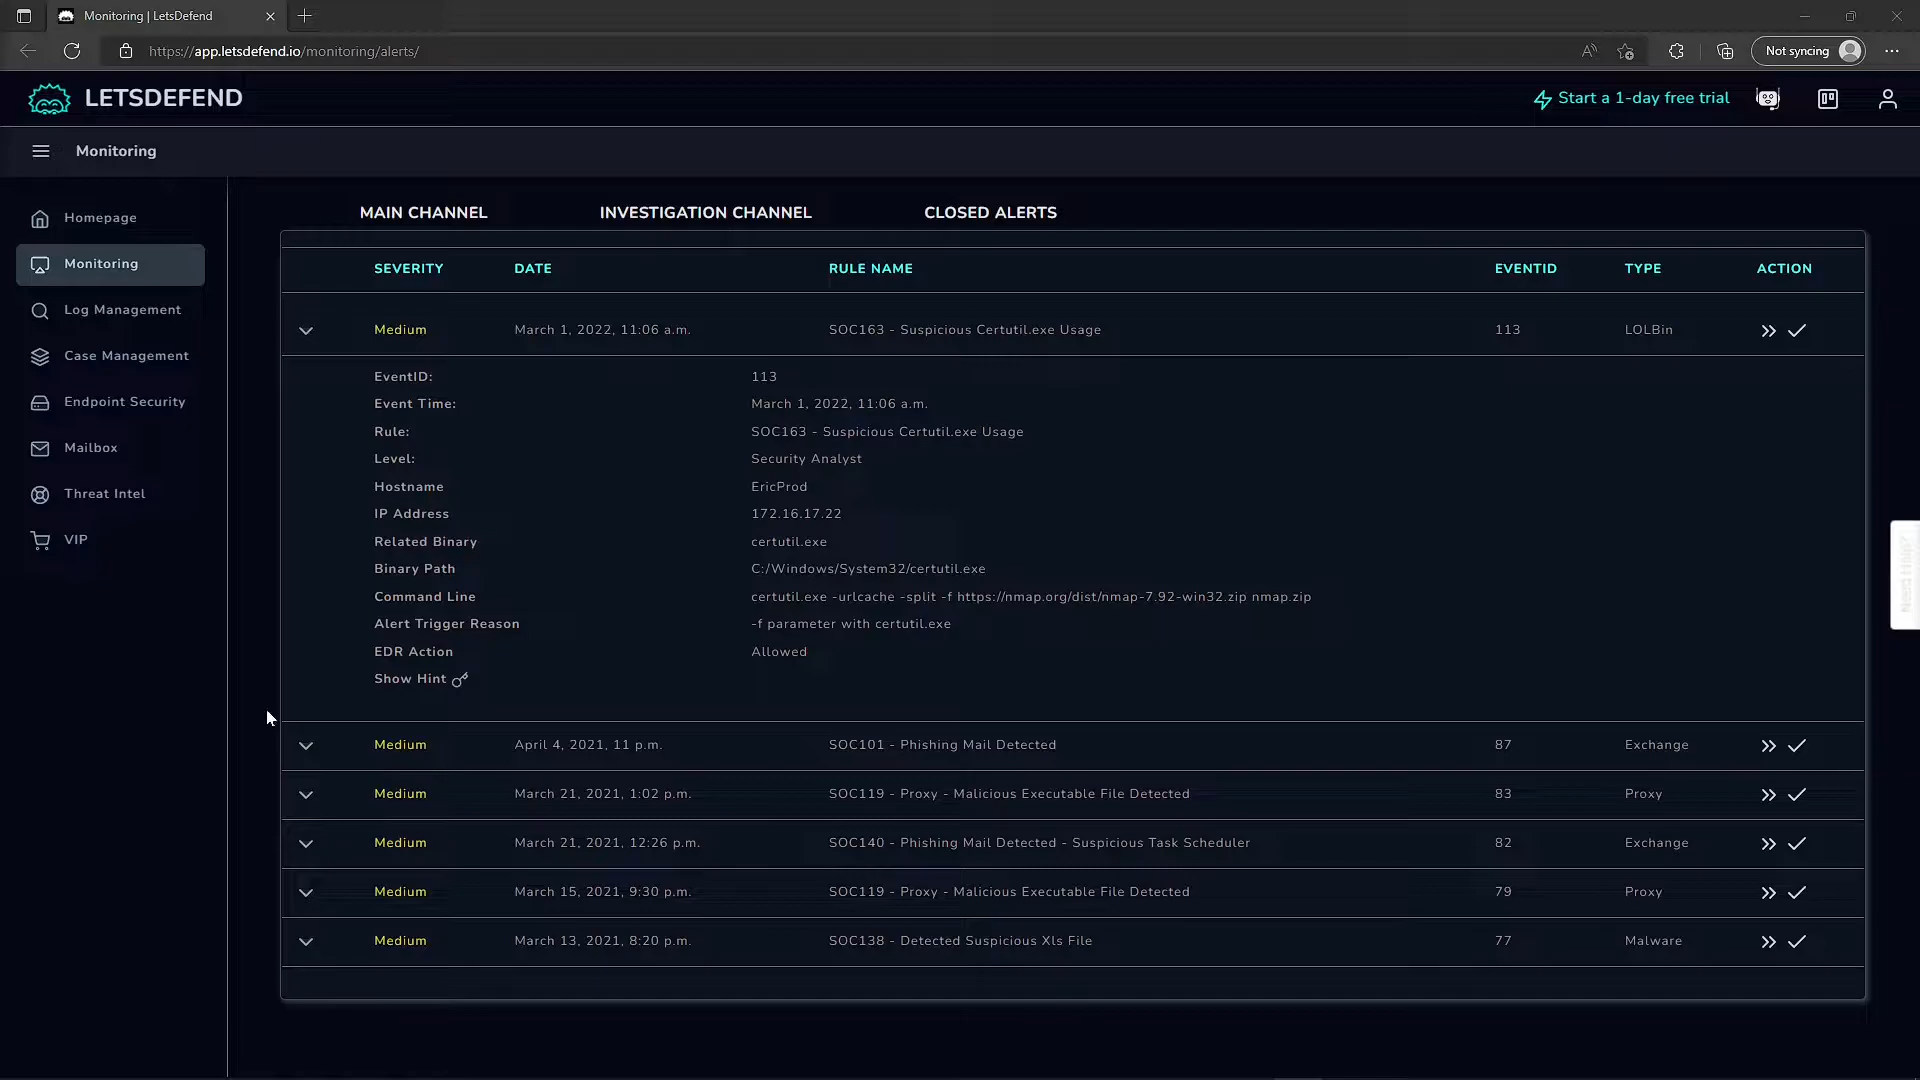 Monitoring | LetsDefend
https://app.letsdefend.io/monitoring/alerts/
Not syncing
LETSDEFEND
Start a 1-day free trial
Monitoring
Homepage
Monitoring
Log Management
Case Management
Endpoint Security
Mailbox
Threat Intel
VIP
MAIN CHANNEL INVESTIGATION CHANNEL CLOSED ALERTS
SEVERITY DATE RULE NAME EVENTID TYPE ACTION
Medium March 1, 2022, 11:06 a.m. SOC163 - Suspicious Certutil.exe Usage 113 LOLBin
EventID: 113
Event Time: March 1, 2022, 11:06 a.m.
Rule: SOC163 - Suspicious Certutil.exe Usage
Level: Security Analyst
Hostname EricProd
IP Address 172.16.17.22
Related Binary certutil.exe
Binary Path C:/Windows/System32/certutil.exe
Command Line certutil.exe -urlcache -split -f https://nmap.org/dist/nmap-7.92-win32.zip nmap.zip
Alert Trigger Reason -f parameter with certutil.exe
EDR Action Allowed
Show Hint
Medium April 4, 2021, 11 p.m. SOC101 - Phishing Mail Detected 87 Exchange
Medium March 21, 2021, 1:02 p.m. SOC119 - Proxy - Malicious Executable File Detected 83 Proxy
Medium March 21, 2021, 12:26 p.m. SOC140 - Phishing Mail Detected - Suspicious Task Scheduler 82 Exchange
Medium March 15, 2021, 9:30 p.m. SOC119 - Proxy - Malicious Executable File Detected 79 Proxy
Medium March 13, 2021, 8:20 p.m. SOC138 - Detected Suspicious Xls File 77 Malware
Need Help?